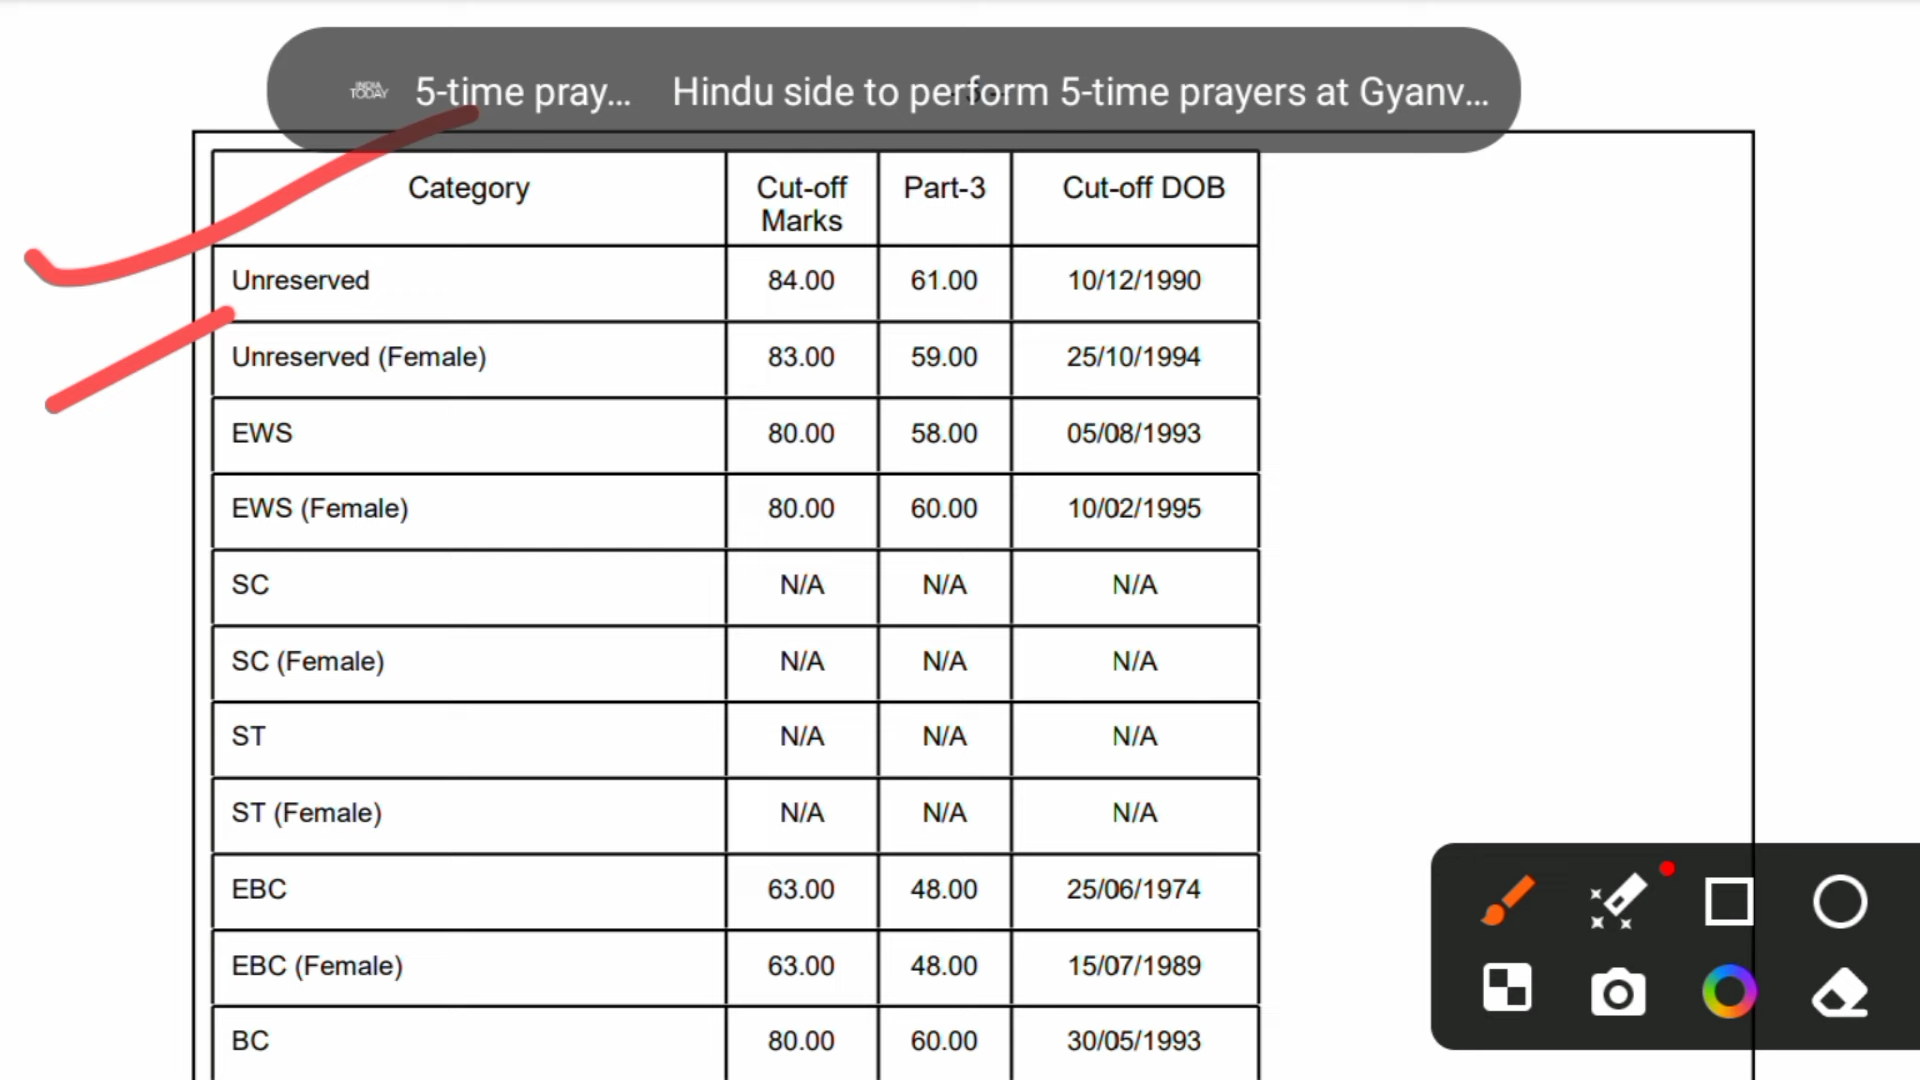 INDIA TODAY 5-time pray... Hindu side to perform 5-time prayers at Gyanv...
Category Cut-off Marks Part-3 Cut-off DOB
Unreserved 84.00 61.00 10/12/1990
Unreserved (Female) 83.00 59.00 25/10/1994
EWS 80.00 58.00 05/08/1993
EWS (Female) 80.00 60.00 10/02/1995
SC N/A N/A N/A
SC (Female) N/A N/A N/A
ST N/A N/A N/A
ST (Female) N/A N/A N/A
EBC 63.00 48.00 25/06/1974
EBC (Female) 63.00 48.00 15/07/1989
BC 80.00 60.00 30/05/1993